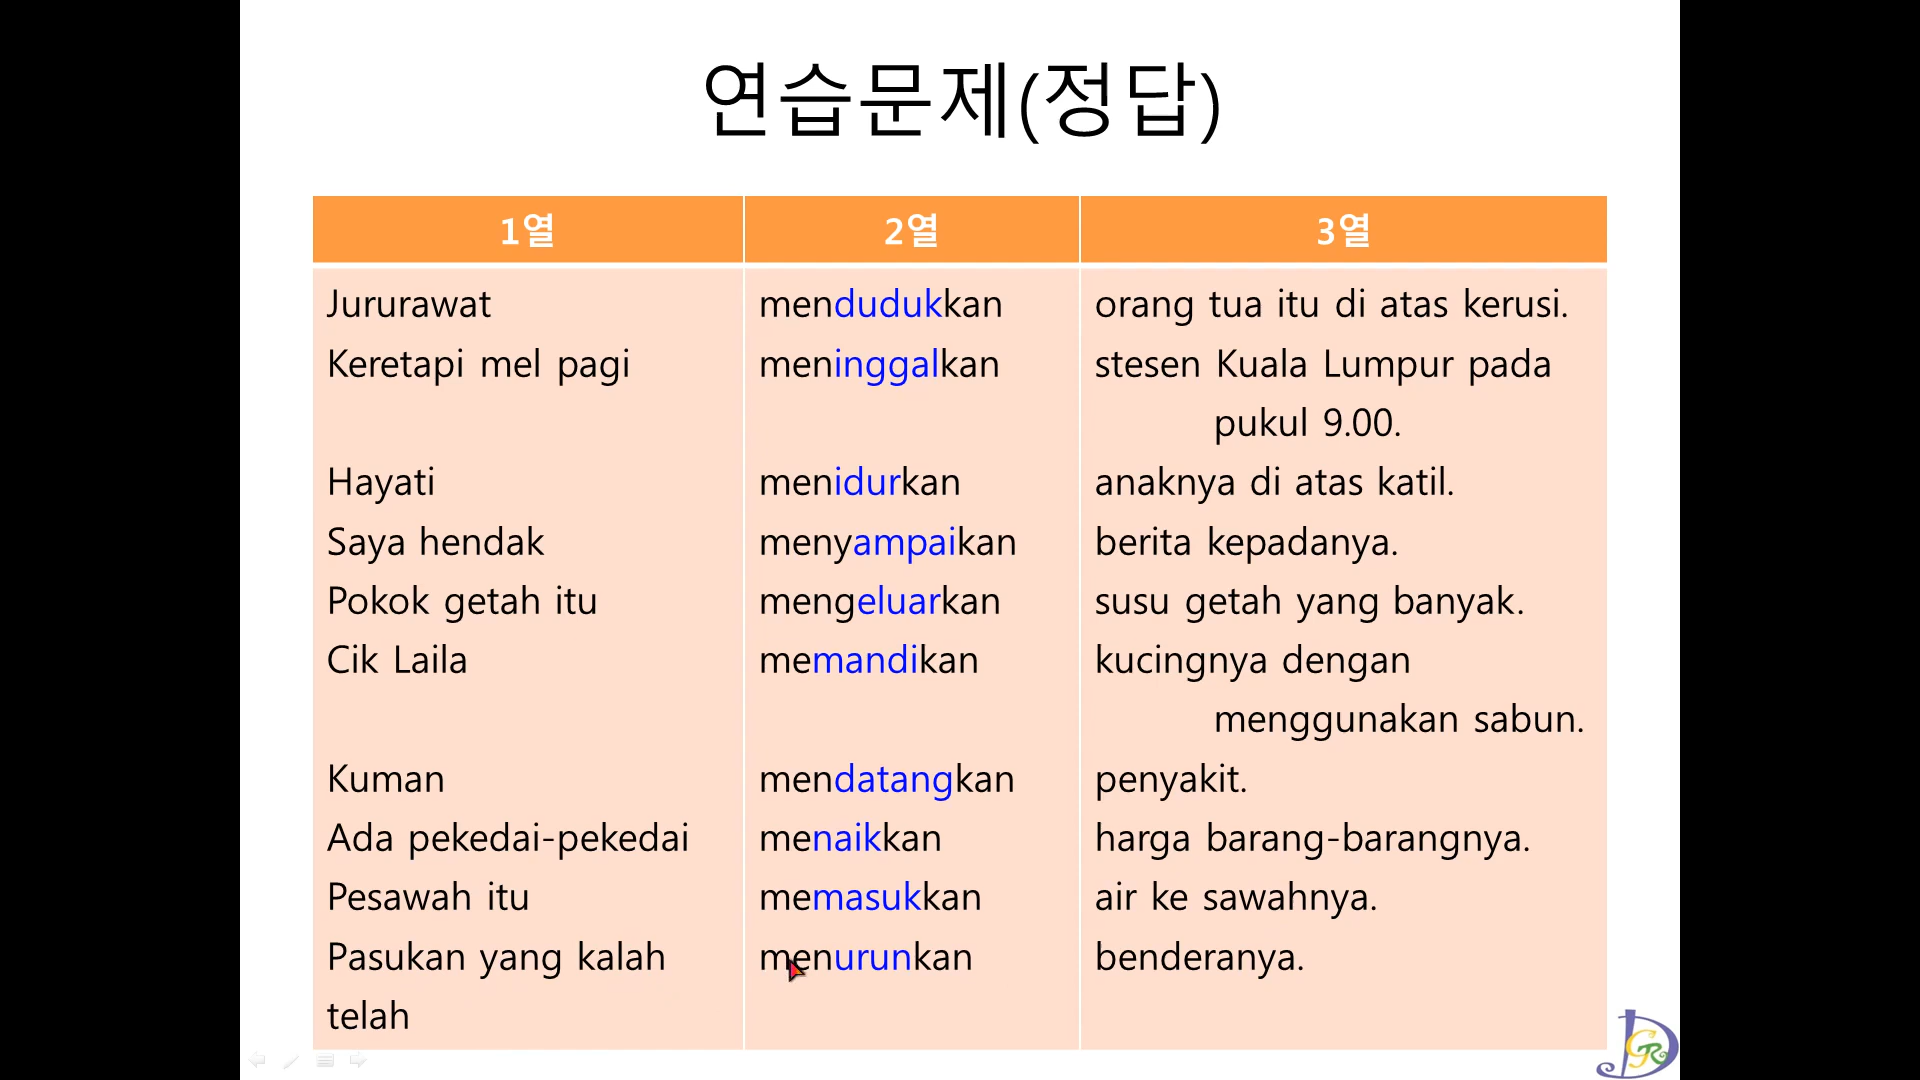 연습문제(정답)
1열 2열 3열
Jururawat mendudukkan orang tua itu di atas kerusi.
Keretapi mel pagi meninggalkan stesen Kuala Lumpur pada
pukul 9.00.
Hayati menidurkan anaknya di atas katil.
Saya hendak menyampaikan berita kepadanya.
Pokok getah itu mengeluarkan susu getah yang banyak.
Cik Laila memandikan kucingnya dengan
menggunakan sabun.
Kuman mendatangkan penyakit.
Ada pekedai-pekedai menaikkan harga barang-barangnya.
Pesawah itu memasukkan air ke sawahnya.
Pasukan yang kalah menurunkan benderanya.
telah